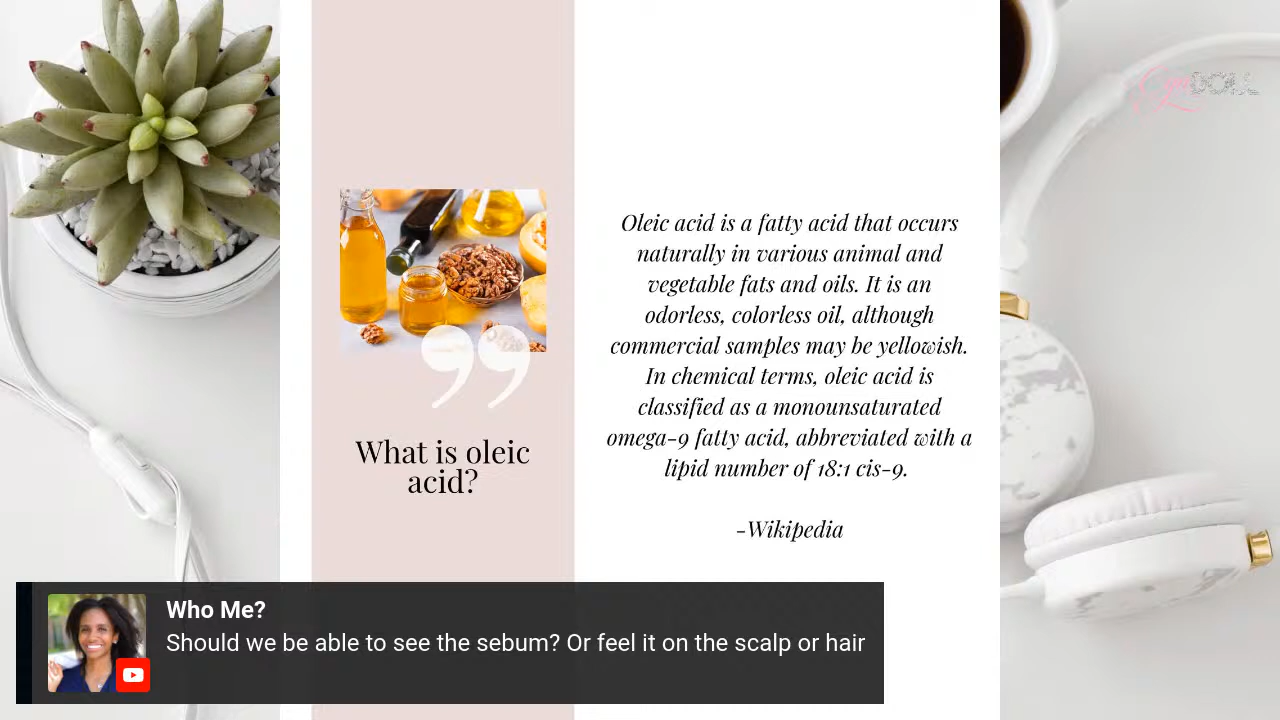 What is oleic
acid?
Oleic acid is a fatty acid that occurs
naturally in various animal and
vegetable fats and oils. It is an
odorless, colorless oil, although
commercial samples may be yellowish.
In chemical terms, oleic acid is
classified as a monounsaturated
omega-9 fatty acid, abbreviated with a
lipid number of 18:1 cis-9.
-Wikipedia
Who Me?
Should we be able to see the sebum? Or feel it on the scalp or hair